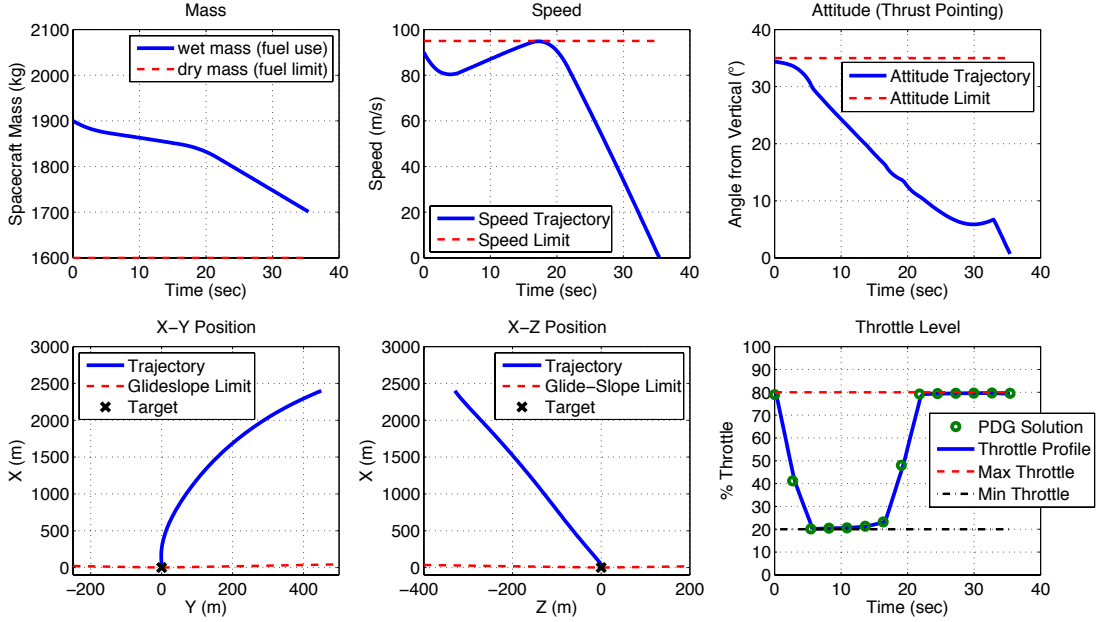 Mass
2100
2000
1900
1800
1700
1600
0
10
20
30
40
Spacecraft Mass (kg)
Time (sec)
wet mass (fuel use)
dry mass (fuel limit)
Speed
100
80
60
40
20
0
0
10
20
30
40
Speed (m/s)
Time (sec)
Speed Trajectory
Speed Limit
Attitude (Thrust Pointing)
40
30
20
10
0
0
10
20
30
40
Angle from Vertical (°)
Time (sec)
Attitude Trajectory
Attitude Limit
X−Y Position
3000
2500
2000
1500
1000
500
0
−200
0
200
400
X (m)
Y (m)
Trajectory
Glideslope Limit
Target
X−Z Position
3000
2500
2000
1500
1000
500
0
−400
−200
0
200
X (m)
Z (m)
Trajectory
Glide−Slope Limit
Target
Throttle Level
100
90
80
70
60
50
40
30
20
10
0
0
10
20
30
40
% Throttle
Time (sec)
PDG Solution
Throttle Profile
Max Throttle
Min Throttle